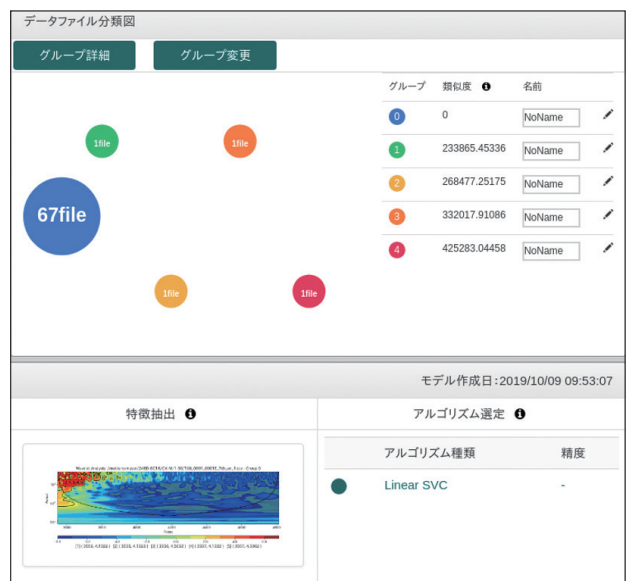 データファイル分類図
グループ詳細
グループ変更
グループ 類似度 名前
0 0 NoName
1 233865.45336 NoName
2 268477.25175 NoName
3 332017.91086 NoName
4 425283.04458 NoName
1file
1file
67file
1file
1file
モデル作成日:2019/10/09 09:53:07
特徴抽出
アルゴリズム選定
アルゴリズム種類 精度
Linear SVC -